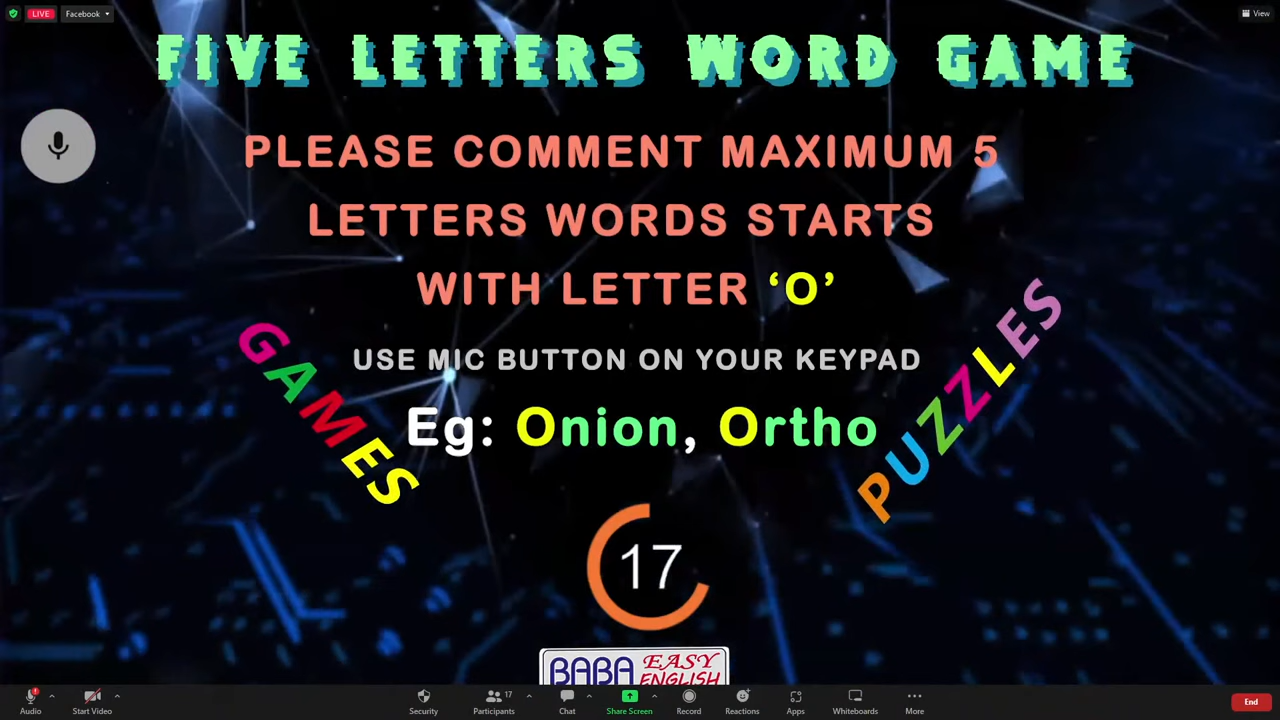 LIVE Facebook View
FIVE LETTERS WORD GAME
PLEASE COMMENT MAXIMUM 5
LETTERS WORDS STARTS
WITH LETTER ‘O’
USE MIC BUTTON ON YOUR KEYPAD
GAMES
PUZZLES
Eg: Onion, Ortho
17
BABA EASY
ENGLISH
Audio Start Video Security Participants 17 Chat Share Screen Record Reactions Apps Whiteboards More End